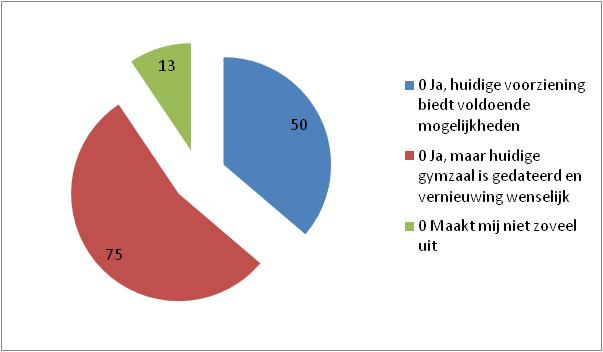 13
50
75
0 Ja, huidige voorziening
biedt voldoende
mogelijkheden
0 Ja, maar huidige
gymzaal is gedateerd en
vernieuwing wenselijk
0 Maakt mij niet zoveel
uit